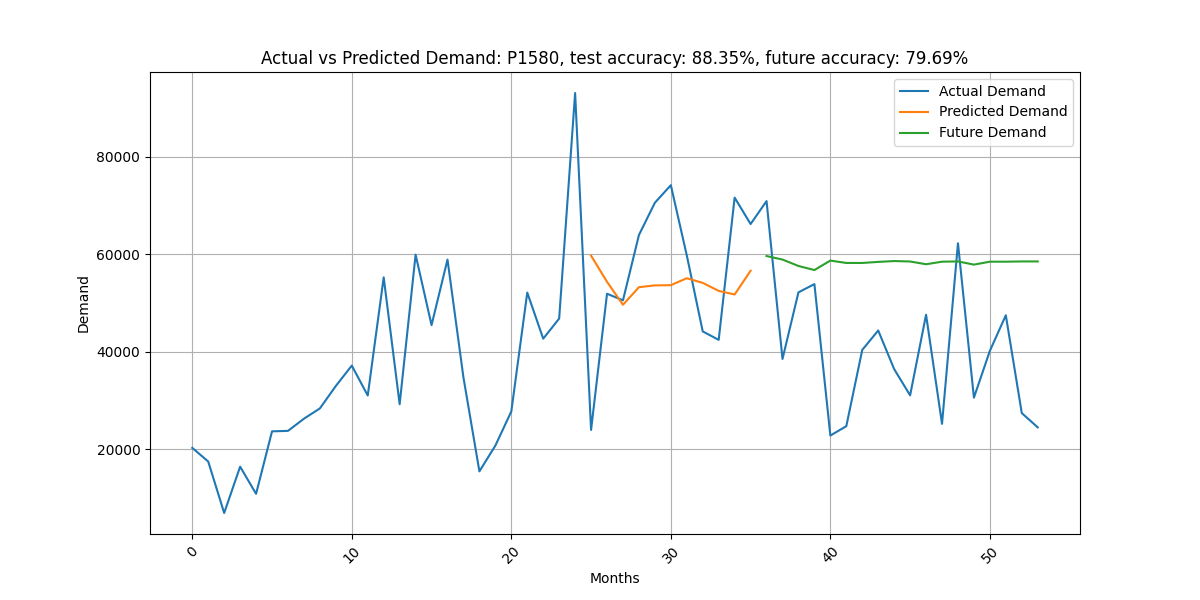 Actual vs Predicted Demand: P1580, test accuracy: 88.35%, future accuracy: 79.69%
Actual Demand
Predicted Demand
Future Demand
80000
60000
40000
20000
Demand
0
10
20
30
40
50
Months